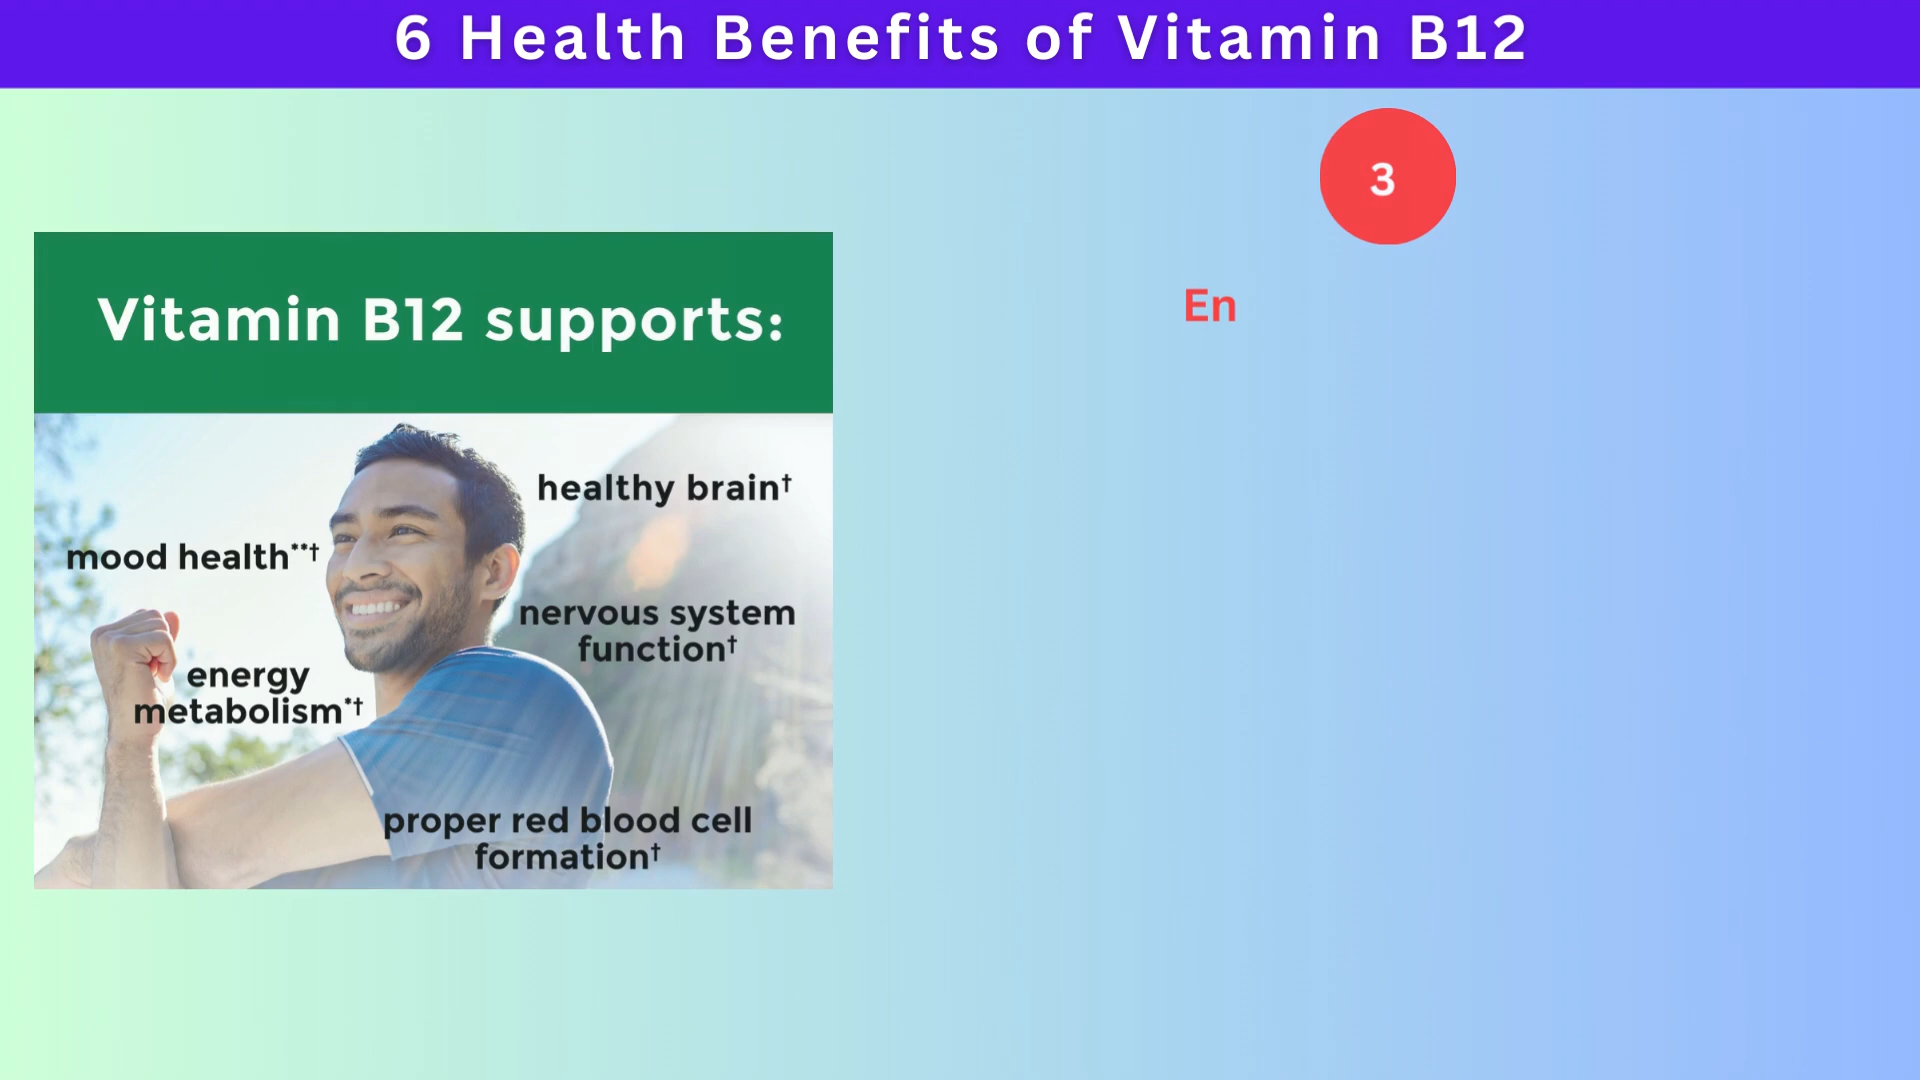 6 Health Benefits of Vitamin B12
3
En
Vitamin B12 supports:
healthy brain†
mood health**†
nervous system
function†
energy
metabolism*†
proper red blood cell
formation†